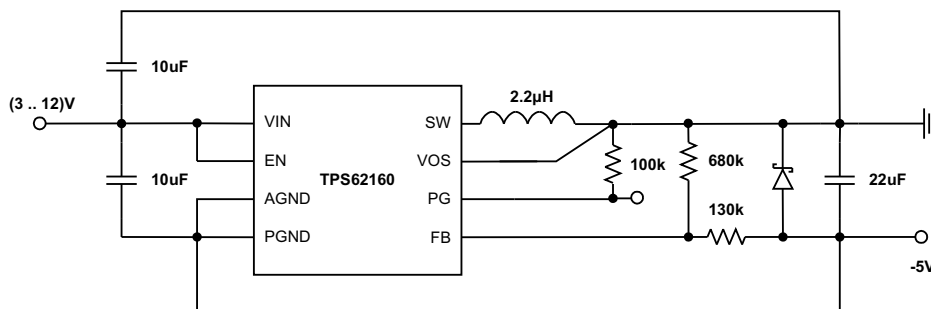 10uF
2.2µH
(3 .. 12)V
VIN
SW
EN
VOS
100k
680k
10uF
TPS62160
22uF
AGND
PG
130k
PGND
FB
-5V